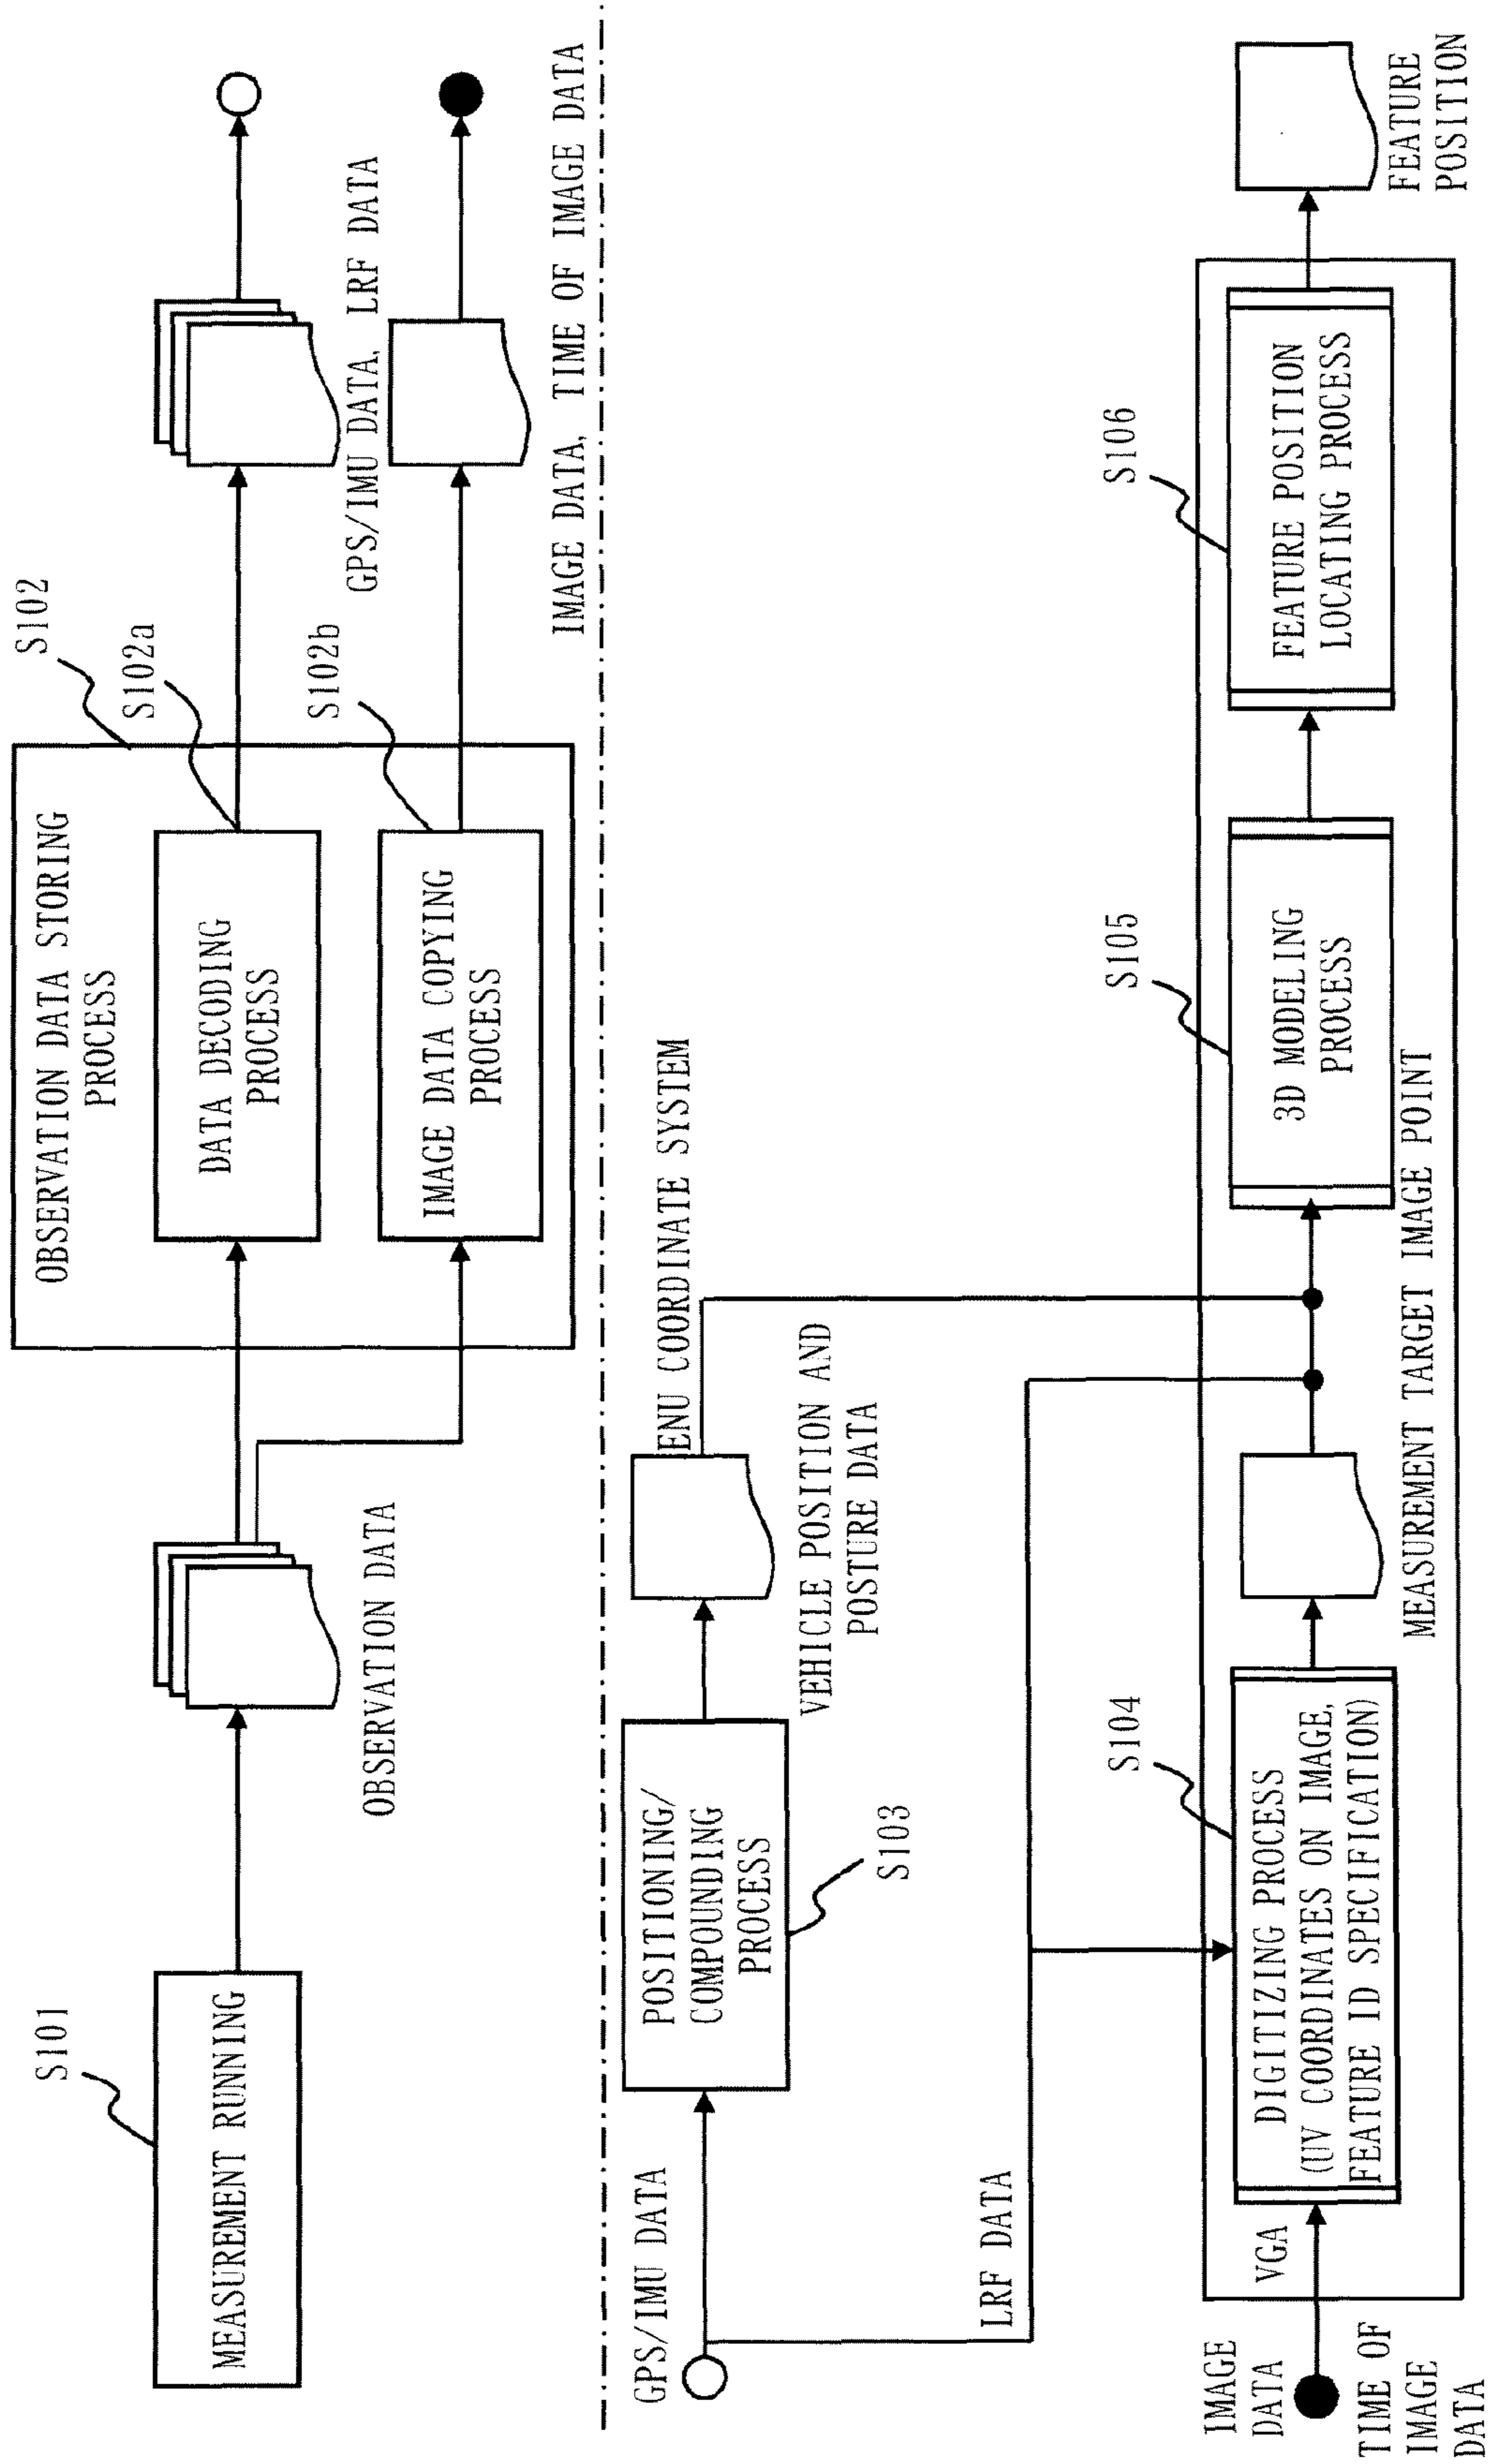 S101
MEASUREMENT RUNNING
OBSERVATION DATA
S102
OBSERVATION DATA STORING
PROCESS
S102a
DATA DECODING
PROCESS
S102b
IMAGE DATA COPYING
PROCESS
GPS/IMU DATA, LRF DATA
IMAGE DATA, TIME OF IMAGE DATA
GPS/IMU DATA
POSITIONING/
COMPOUNDING
PROCESS
S103
ENU COORDINATE SYSTEM
VEHICLE POSITION AND
POSTURE DATA
LRF DATA
IMAGE
DATA
TIME OF
IMAGE
DATA
VGA
S104
DIGITIZING PROCESS
(UV COORDINATES ON IMAGE,
FEATURE ID SPECIFICATION)
MEASUREMENT TARGET IMAGE POINT
S105
3D MODELING
PROCESS
S106
FEATURE POSITION
LOCATING PROCESS
FEATURE
POSITION